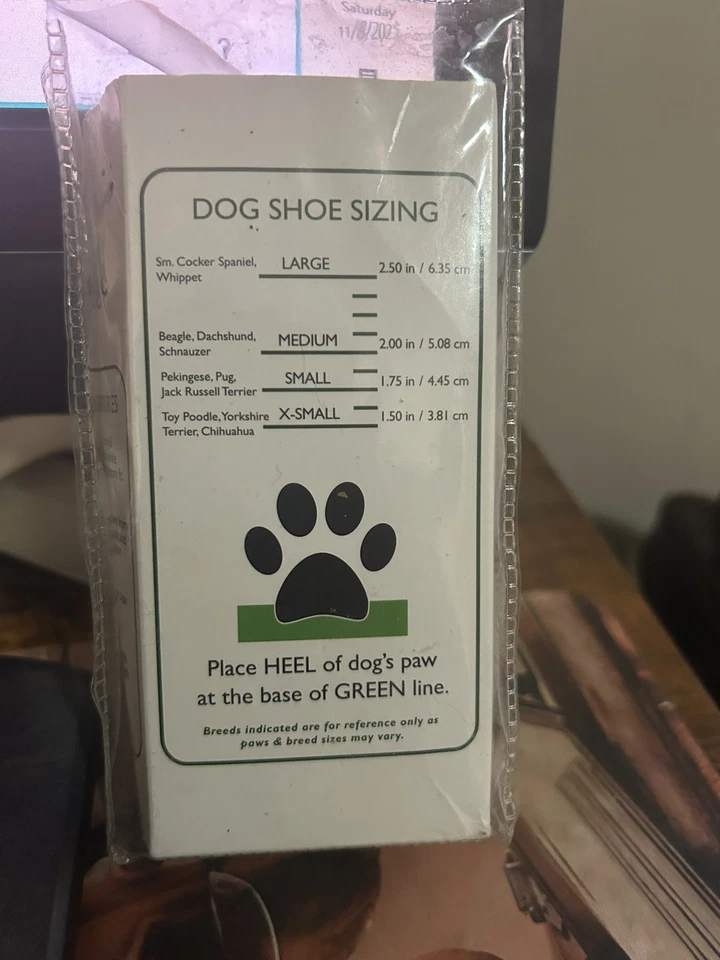 Saturday
11/8/2025
DOG SHOE SIZING
Sm. Cocker Spaniel,
Whippet
LARGE
2.50 in / 6.35 cm
Beagle, Dachshund,
Schnauzer
MEDIUM
2.00 in / 5.08 cm
Pekingese, Pug,
Jack Russell Terrier
SMALL
1.75 in / 4.45 cm
Toy Poodle, Yorkshire
Terrier, Chihuahua
X-SMALL
1.50 in / 3.81 cm
Place HEEL of dog's paw
at the base of GREEN line.
Breeds indicated are for reference only as
paws & breed sizes may vary.